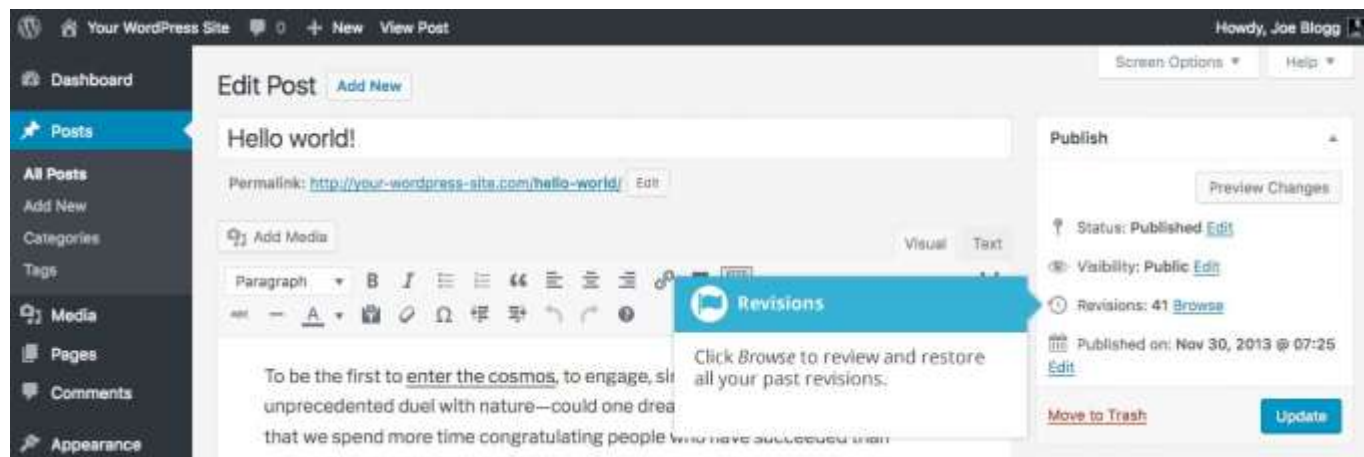 Your WordPress Site 0 + New View Post Howdy, Joe Blogg
Screen Options Help
Dashboard
Posts
All Posts
Add New
Categories
Tags
Media
Pages
Comments
Appearance
Edit Post Add New
Hello world!
Permalink: http://your-wordpress-site.com/hello-world/ Edit
Add Media
Visual Text
Paragraph B I
A Ω
To be the first to enter the cosmos, to engage,
unprecedented duel with nature—could one
that we spend more time congratulating people who have succeeded than
Revisions
Click Browse to review and restore
all your past revisions.
Publish
Preview Changes
Status: Published Edit
Visibility: Public Edit
Revisions: 41 Browse
Published on: Nov 30, 2013 @ 07:25
Edit
Move to Trash Update